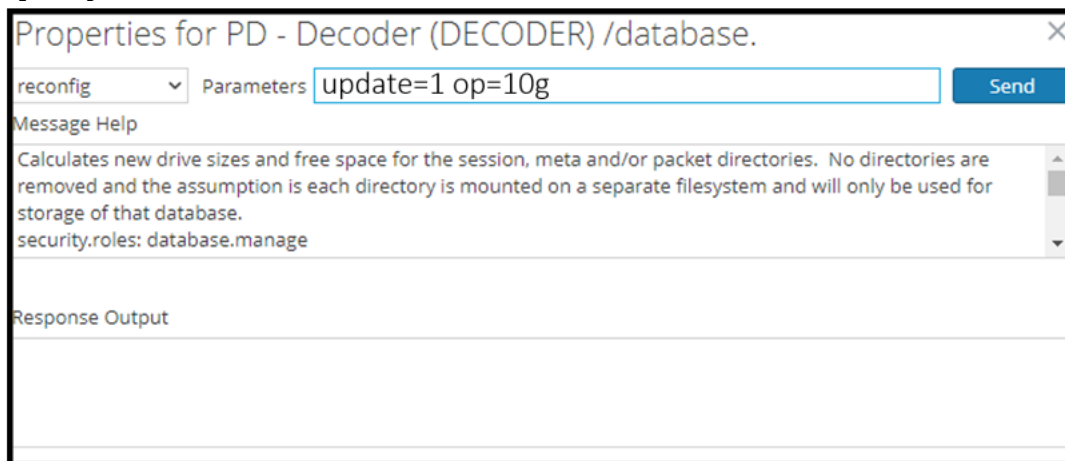 Properties for PD - Decoder (DECODER) /database.
reconfig Parameters update=1 op=10g Send
Message Help
Calculates new drive sizes and free space for the session, meta and/or packet directories. No directories are
removed and the assumption is each directory is mounted on a separate filesystem and will only be used for
storage of that database.
security.roles: database.manage
Response Output